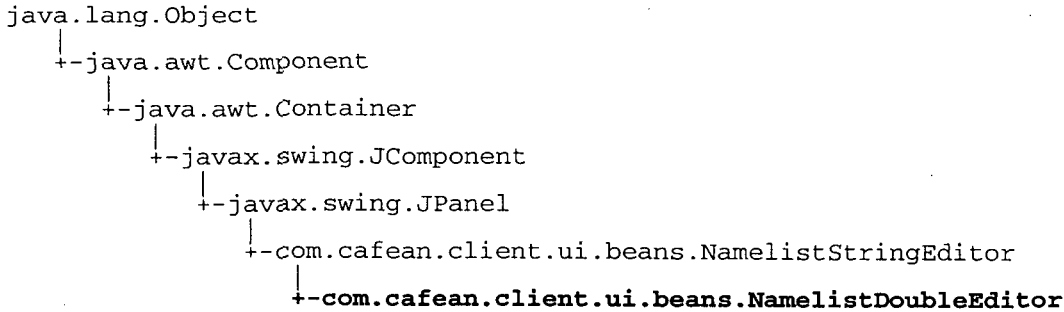 java.lang.Object
|
+-java.awt.Component
|
+-java.awt.Container
|
+-javax.swing.JComponent
|
+-javax.swing.JPanel
|
+-com.cafean.client.ui.beans.NamelistStringEditor
|
+-com.cafean.client.ui.beans.NamelistDoubleEditor